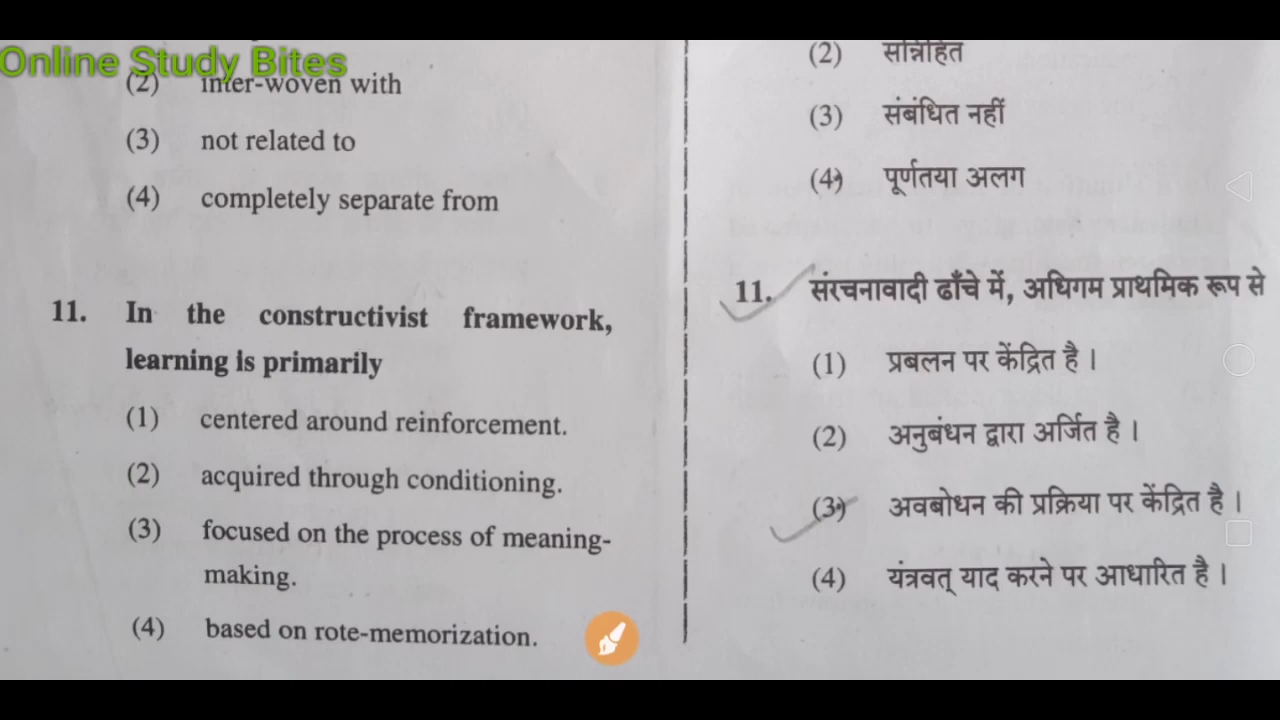 Online Study Bites
(2) inter-woven with
(3) not related to
(4) completely separate from
11. In the constructivist framework,
learning is primarily
(1) centered around reinforcement.
(2) acquired through conditioning.
(3) focused on the process of meaning-
making.
(4) based on rote-memorization.
(2) सन्निहित
(3) संबंधित नहीं
(4) पूर्णतया अलग
11. संरचनावादी ढाँचे में, अधिगम प्राथमिक रूप से
(1) प्रबलन पर केंद्रित है ।
(2) अनुबंधन द्वारा अर्जित है ।
(3) अवबोधन की प्रक्रिया पर केंद्रित है ।
(4) यंत्रवत् याद करने पर आधारित है ।